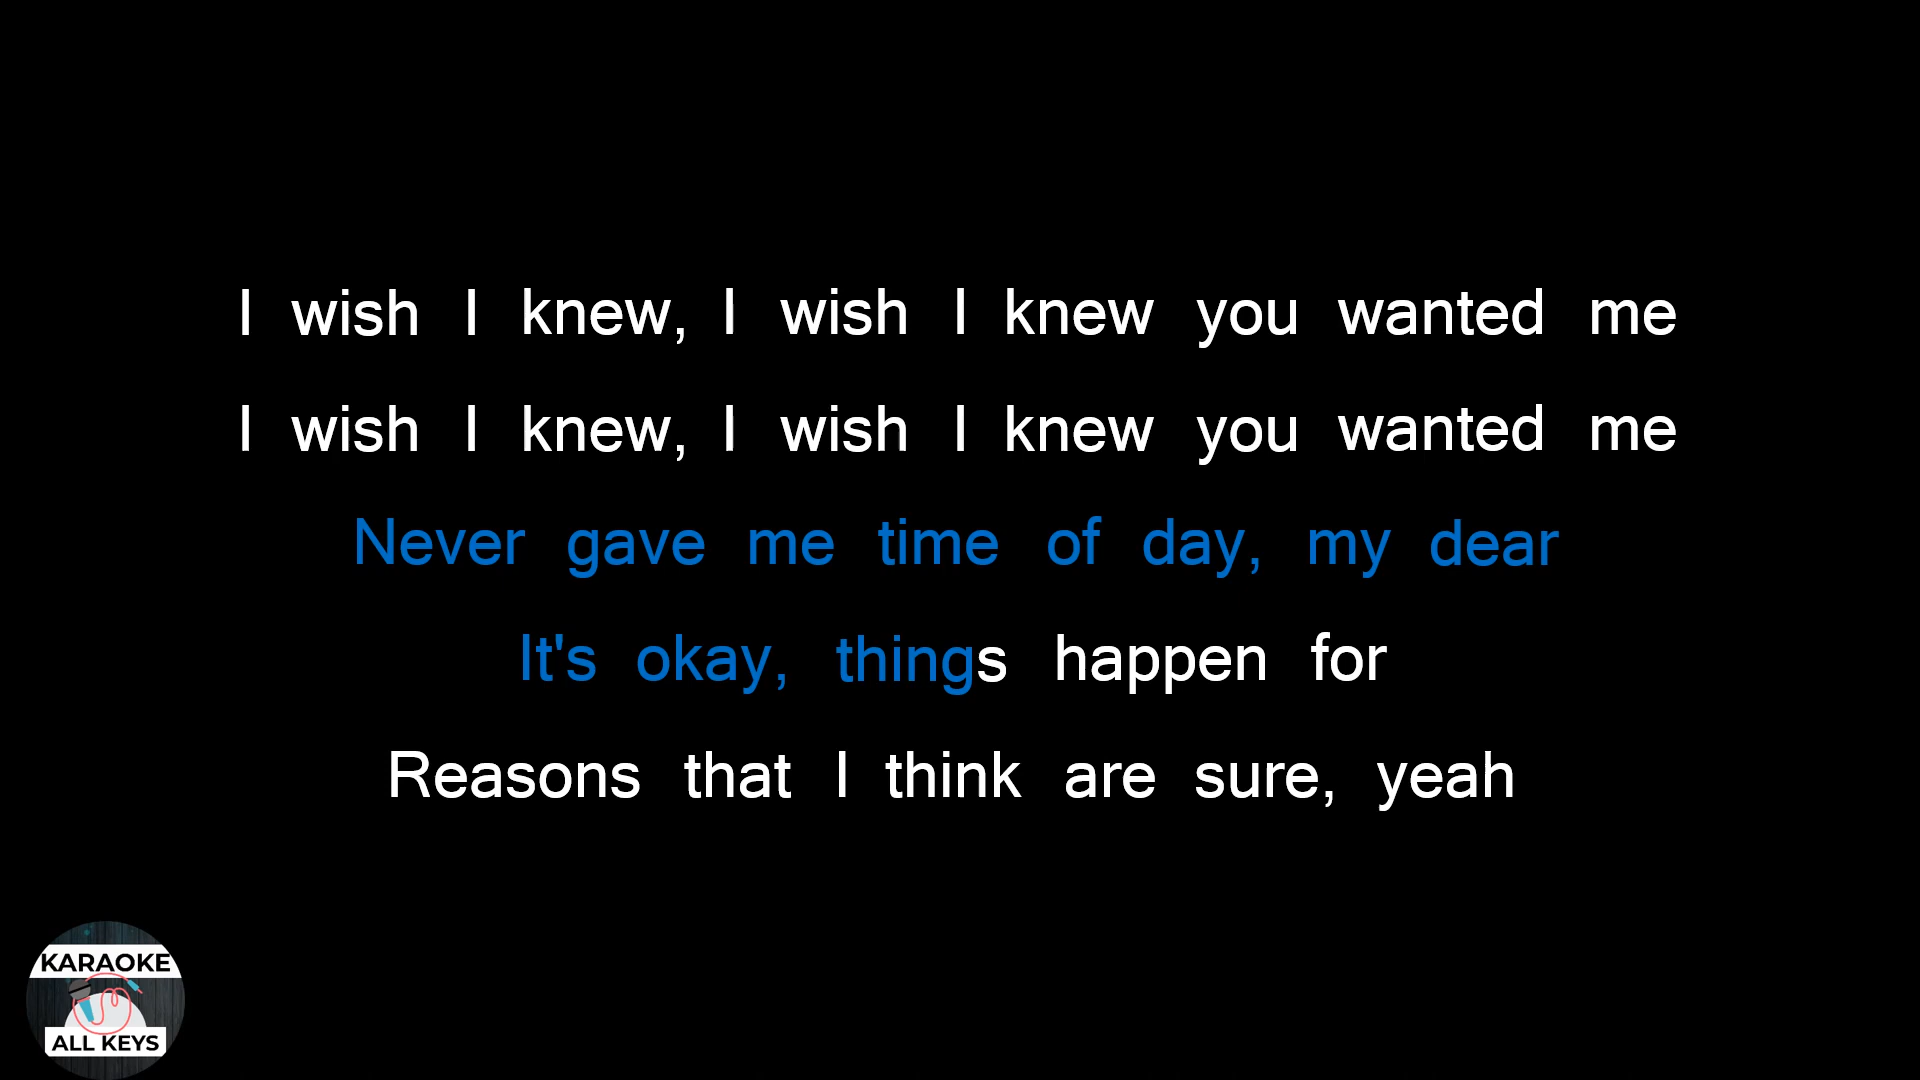 I wish I knew, I wish I knew you wanted me
I wish I knew, I wish I knew you wanted me
Never gave me time of day, my dear
It's okay, things happen for
Reasons that I think are sure, yeah
KARAOKE
ALL KEYS